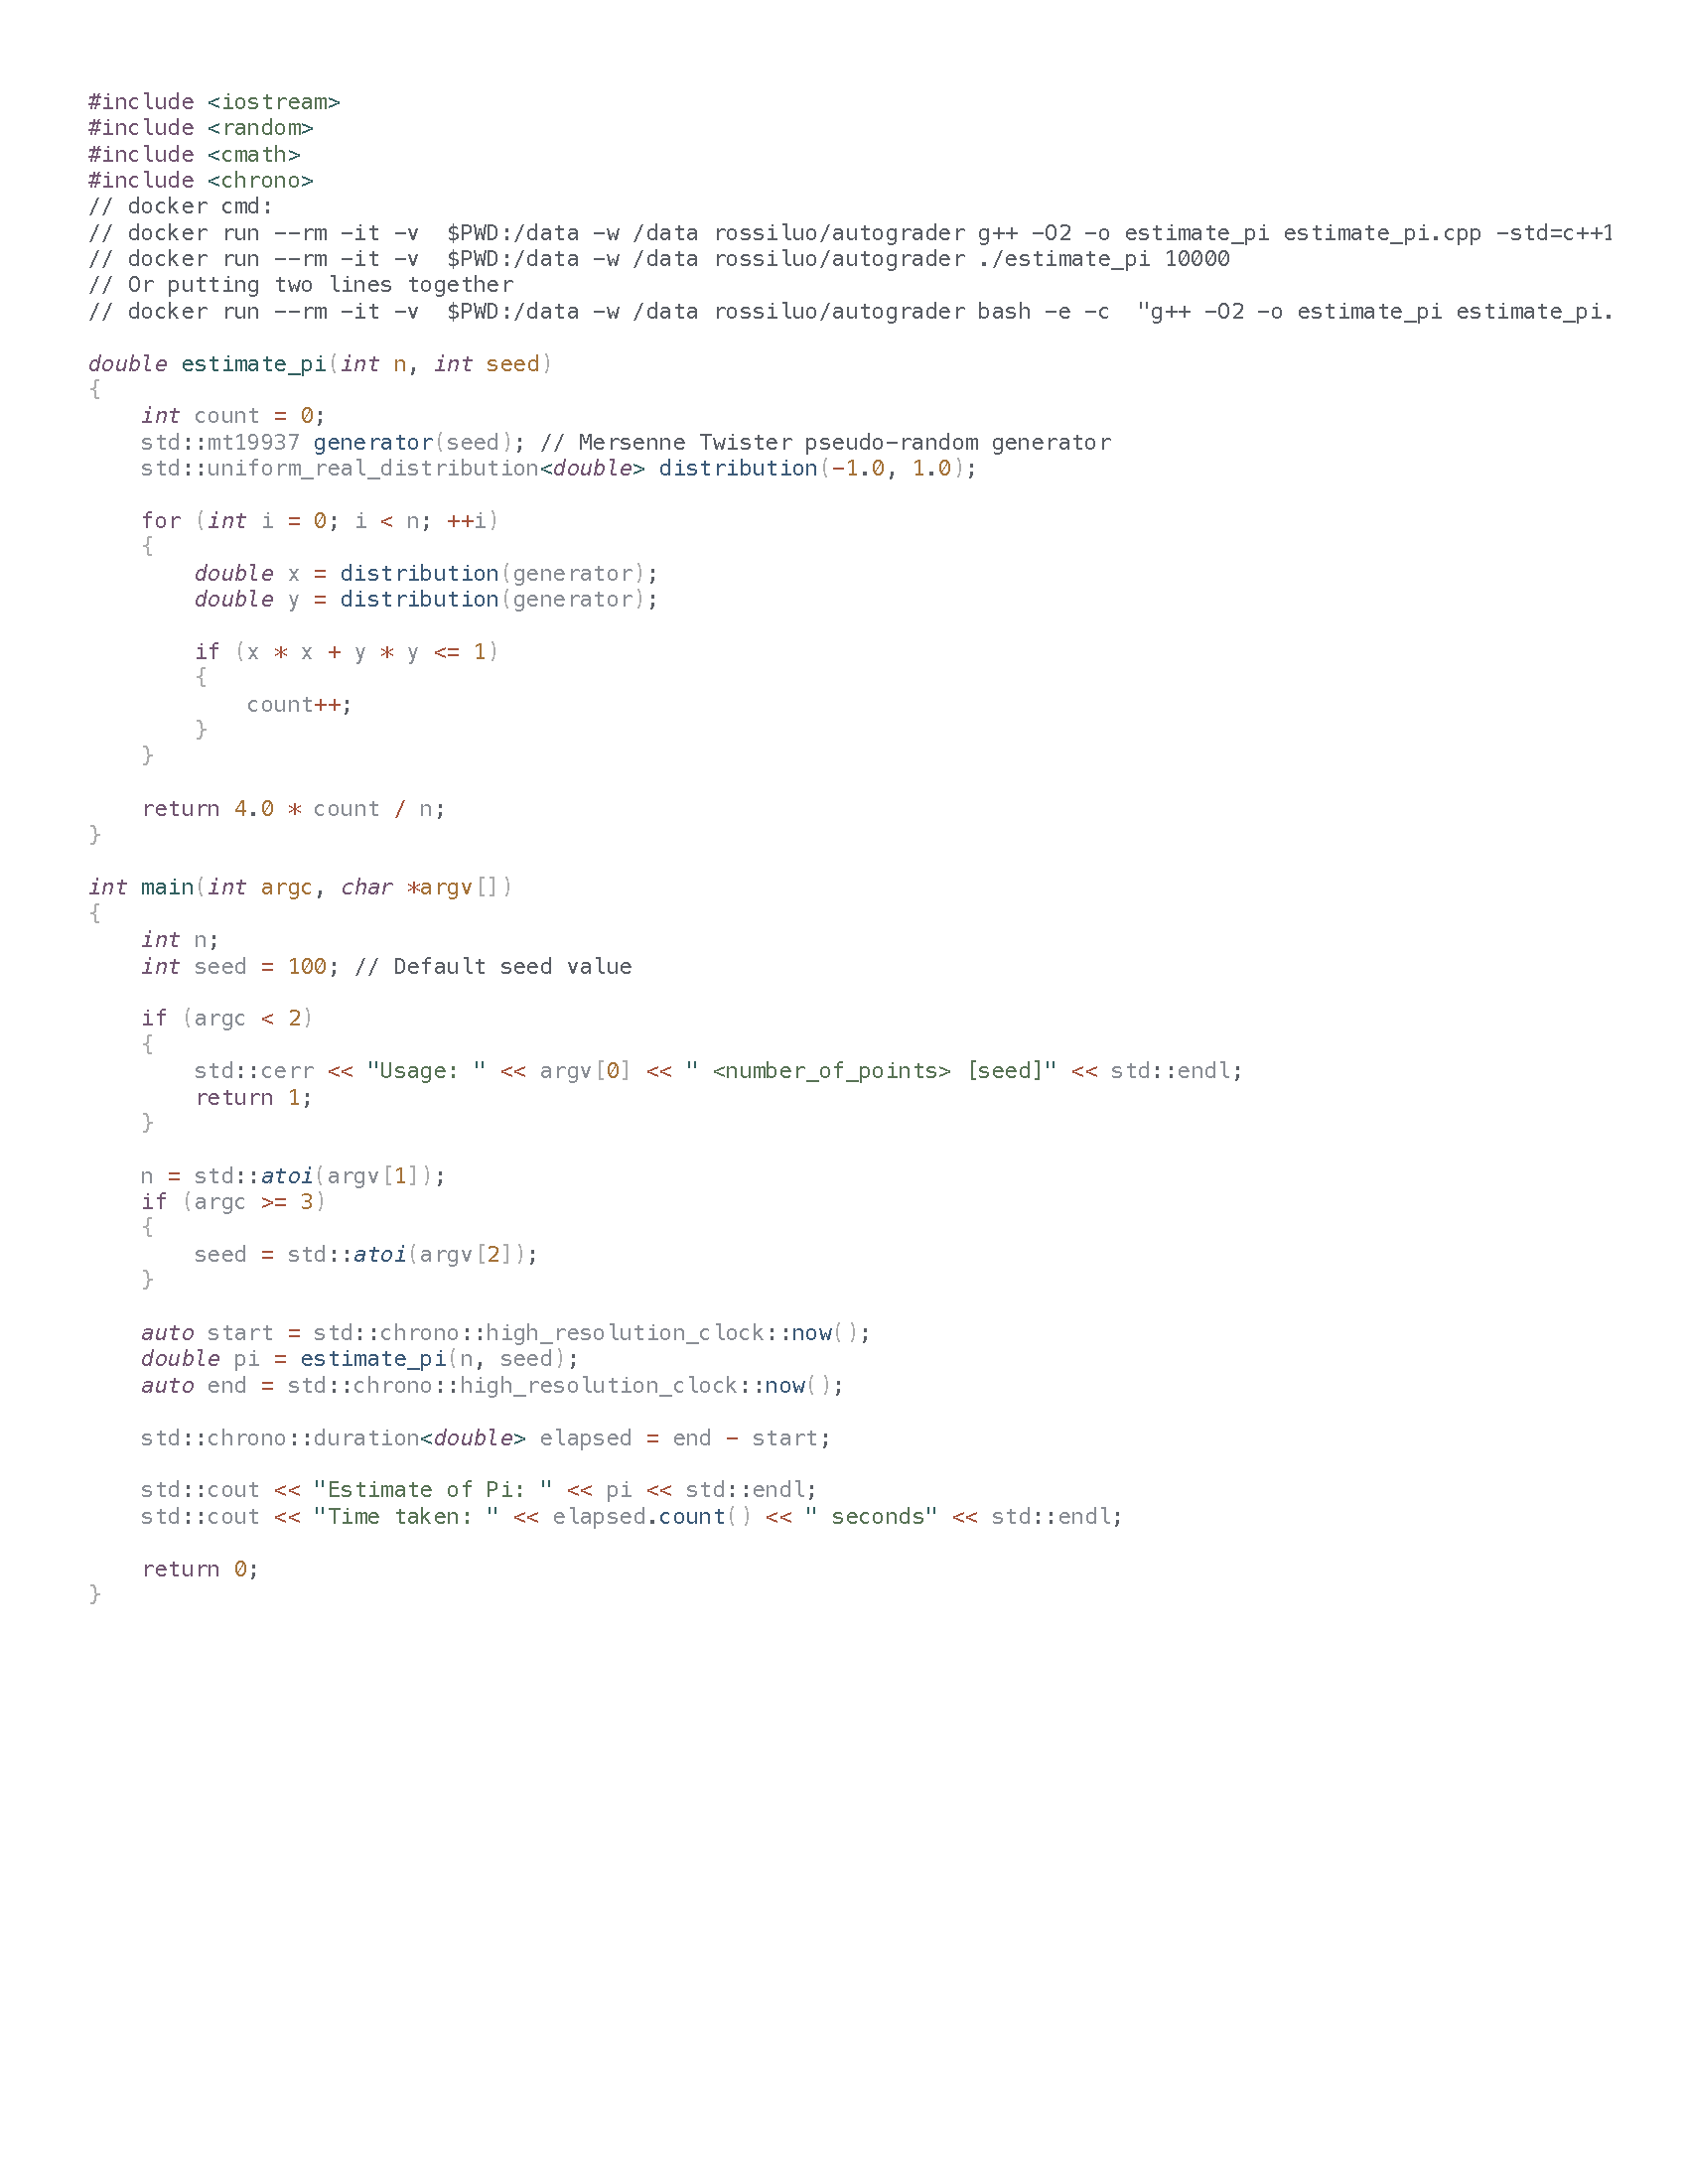 #include <iostream>
#include <random>
#include <cmath>
#include <chrono>
// docker cmd:
// docker run --rm -it -v  $PWD:/data -w /data rossiluo/autograder g++ -O2 -o estimate_pi estimate_pi.cpp -std=c++1
// docker run --rm -it -v  $PWD:/data -w /data rossiluo/autograder ./estimate_pi 10000
// Or putting two lines together
// docker run --rm -it -v  $PWD:/data -w /data rossiluo/autograder bash -e -c  "g++ -O2 -o estimate_pi estimate_pi.

double estimate_pi(int n, int seed)
{
    int count = 0;
    std::mt19937 generator(seed); // Mersenne Twister pseudo-random generator
    std::uniform_real_distribution<double> distribution(-1.0, 1.0);

    for (int i = 0; i < n; ++i)
    {
        double x = distribution(generator);
        double y = distribution(generator);

        if (x * x + y * y <= 1)
        {
            count++;
        }
    }

    return 4.0 * count / n;
}

int main(int argc, char *argv[])
{
    int n;
    int seed = 100; // Default seed value

    if (argc < 2)
    {
        std::cerr << "Usage: " << argv[0] << " <number_of_points> [seed]" << std::endl;
        return 1;
    }

    n = std::atoi(argv[1]);
    if (argc >= 3)
    {
        seed = std::atoi(argv[2]);
    }

    auto start = std::chrono::high_resolution_clock::now();
    double pi = estimate_pi(n, seed);
    auto end = std::chrono::high_resolution_clock::now();

    std::chrono::duration<double> elapsed = end - start;

    std::cout << "Estimate of Pi: " << pi << std::endl;
    std::cout << "Time taken: " << elapsed.count() << " seconds" << std::endl;

    return 0;
}